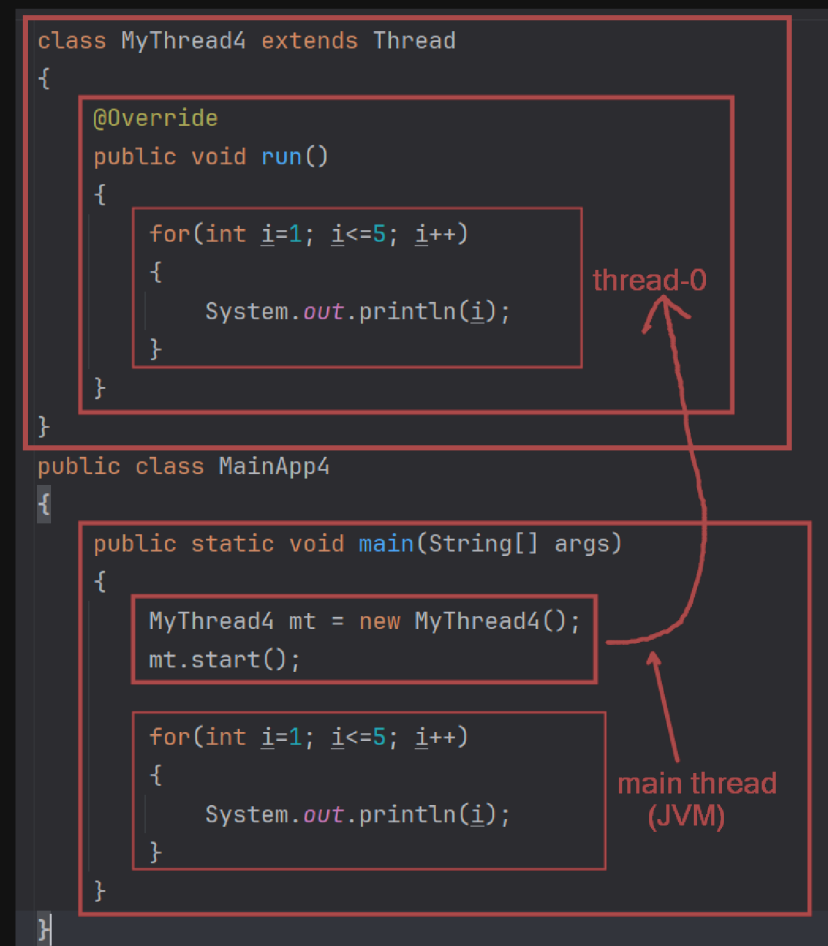 class MyThread4 extends Thread
{
@Override
public void run()
{
for(int i=1; i<=5; i++)
{
System.out.println(i);
}
thread-0
}
}
public class MainApp4
{
public static void main(String[] args)
{
MyThread4 mt = new MyThread4();
mt.start();
for(int i=1; i<=5; i++)
{
System.out.println(i);
}
main thread
(JVM)
}
}